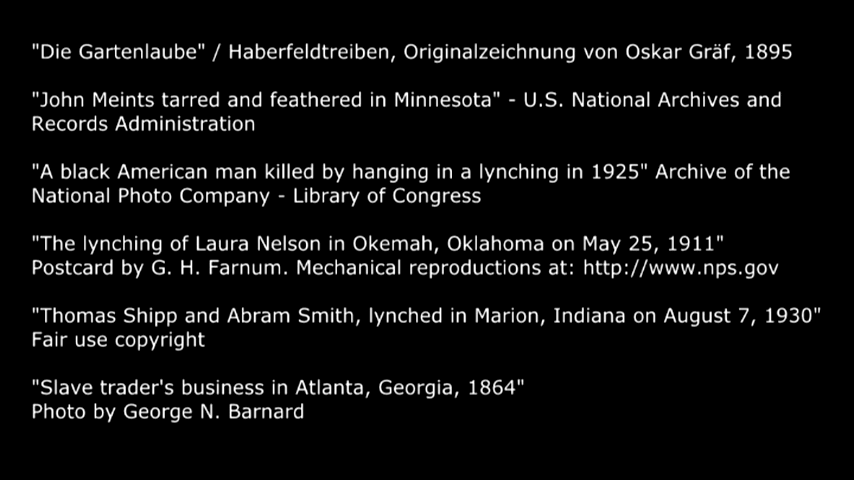 "Die Gartenlaube" / Haberfeldtreiben, Originalzeichnung von Oskar Gräf, 1895
"John Meints tarred and feathered in Minnesota" - U.S. National Archives and
Records Administration
"A black American man killed by hanging in a lynching in 1925" Archive of the
National Photo Company - Library of Congress
"The lynching of Laura Nelson in Okemah, Oklahoma on May 25, 1911"
Postcard by G. H. Farnum. Mechanical reproductions at: http://www.nps.gov
"Thomas Shipp and Abram Smith, lynched in Marion, Indiana on August 7, 1930"
Fair use copyright
"Slave trader's business in Atlanta, Georgia, 1864"
Photo by George N. Barnard